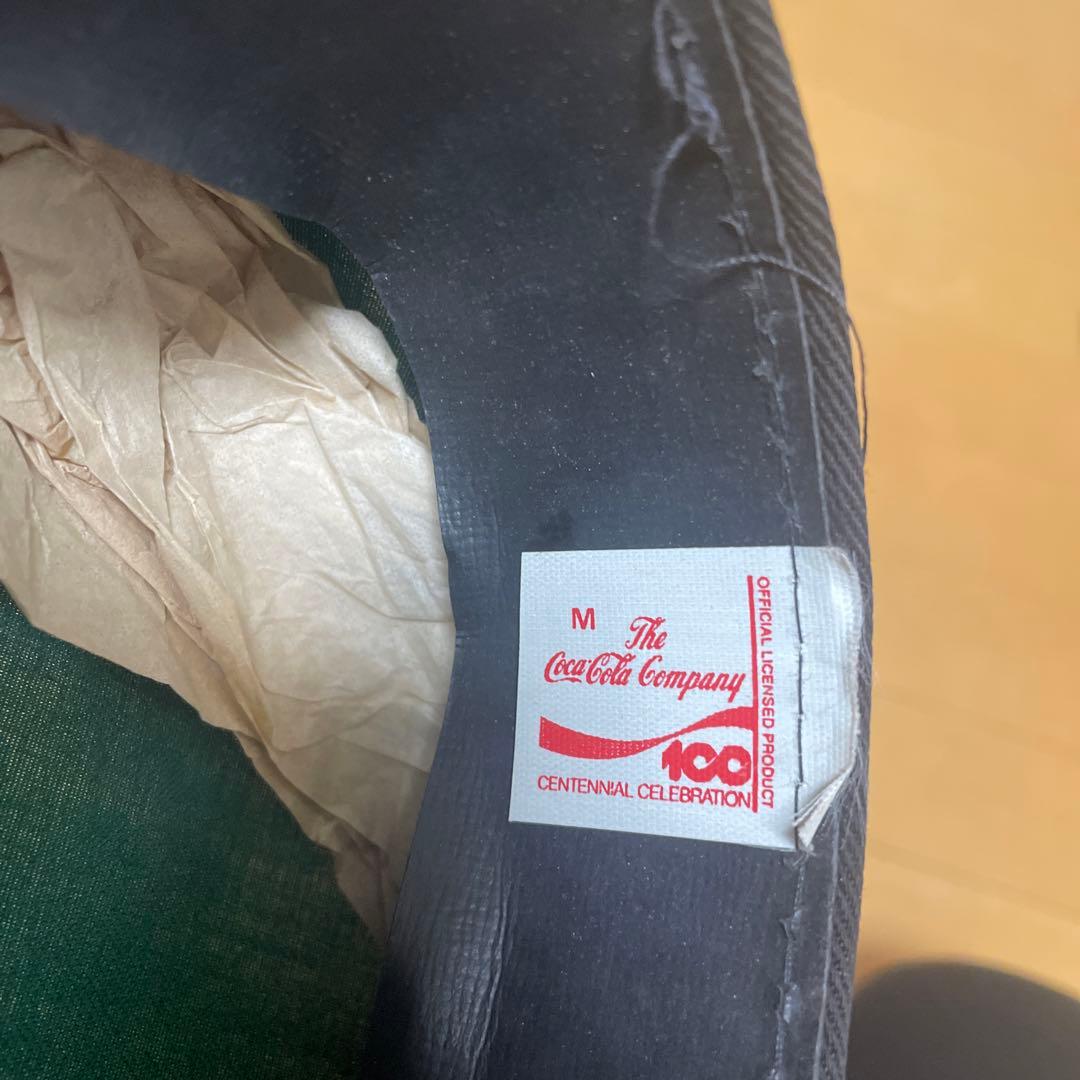 M
The
Coca-Cola Company
100
CENTENNIAL CELEBRATION
OFFICIAL LICENSED PRODUCT